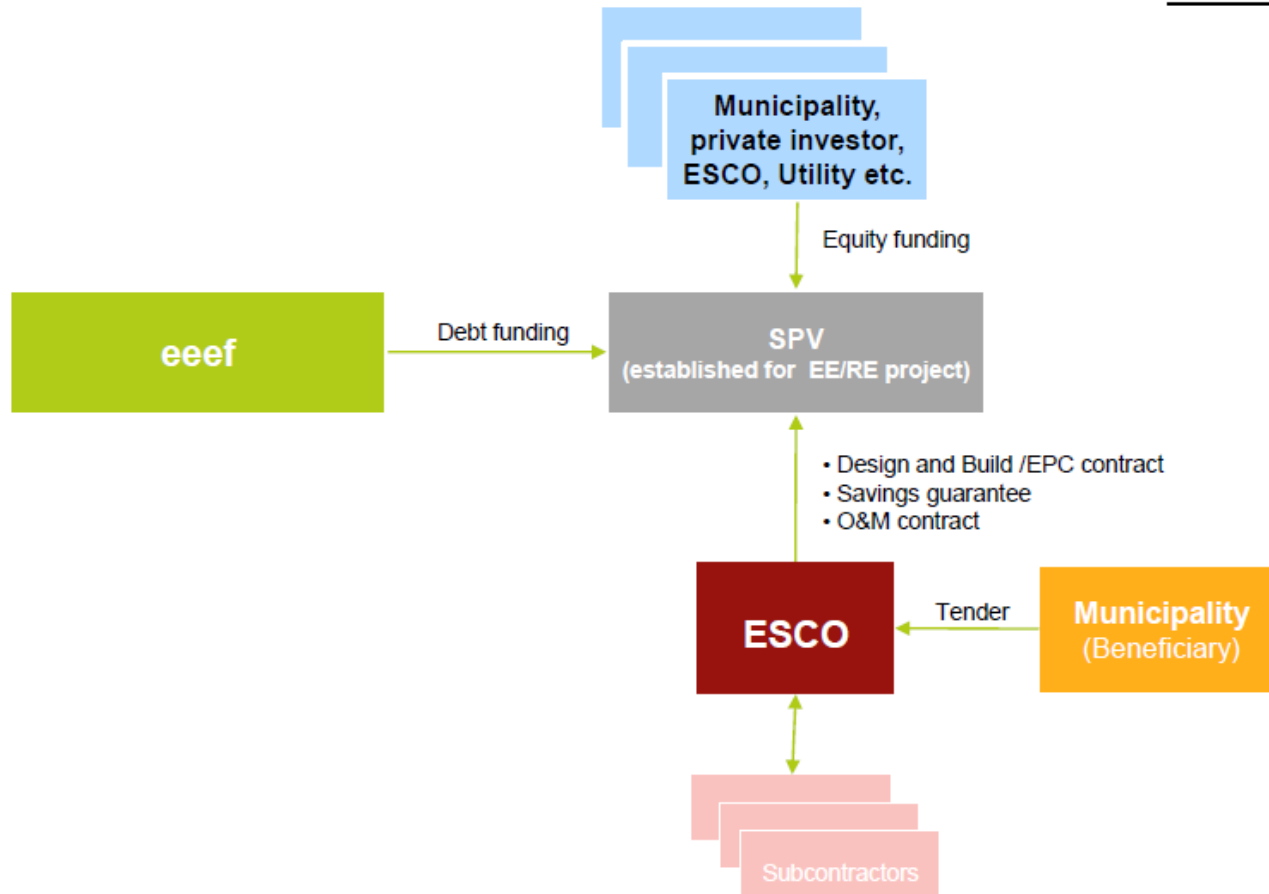 Municipality,
private investor,
ESCO, Utility etc.
Equity funding
eeef
Debt funding
SPV
(established for EE/RE project)
• Design and Build /EPC contract
• Savings guarantee
• O&M contract
ESCO
Tender
Municipality
(Beneficiary)
Subcontractors